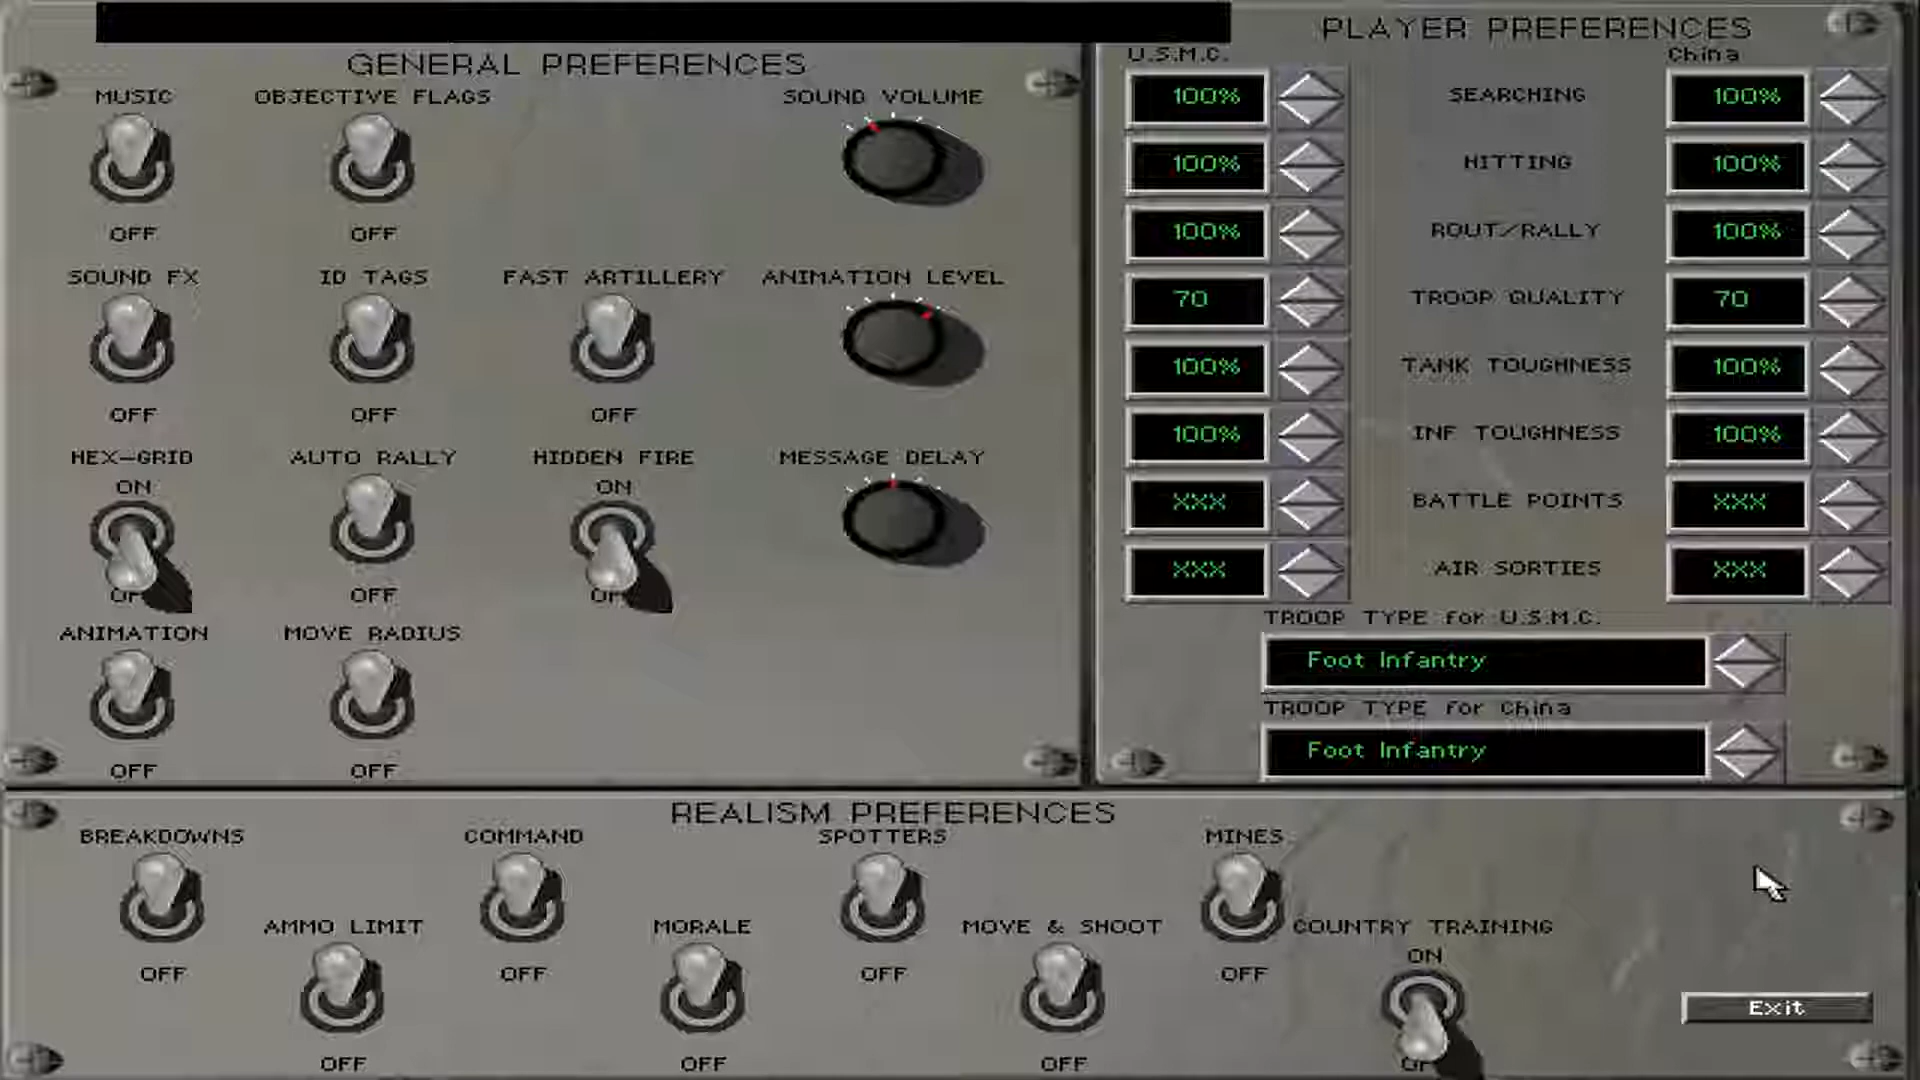 GENERAL PREFERENCES
MUSIC OBJECTIVE FLAGS SOUND VOLUME
OFF OFF
SOUND FX ID TAGS FAST ARTILLERY ANIMATION LEVEL
OFF OFF OFF
HEX-GRID AUTO RALLY HIDDEN FIRE MESSAGE DELAY
ON ON
OFF OFF OFF
ANIMATION MOVE RADIUS
OFF OFF
PLAYER PREFERENCES
U.S.M.C. China
100% SEARCHING 100%
100% HITTING 100%
100% ROUT/RALLY 100%
70 TROOP QUALITY 70
100% TANK TOUGHNESS 100%
100% INF TOUGHNESS 100%
XXX BATTLE POINTS XXX
XXX AIR SORTIES XXX
TROOP TYPE for U.S.M.C.
Foot Infantry
TROOP TYPE for China
Foot Infantry
REALISM PREFERENCES
BREAKDOWNS COMMAND SPOTTERS MINES
AMMO LIMIT MORALE MOVE & SHOOT COUNTRY TRAINING
ON
OFF OFF OFF OFF
Exit
OFF OFF OFF OFF